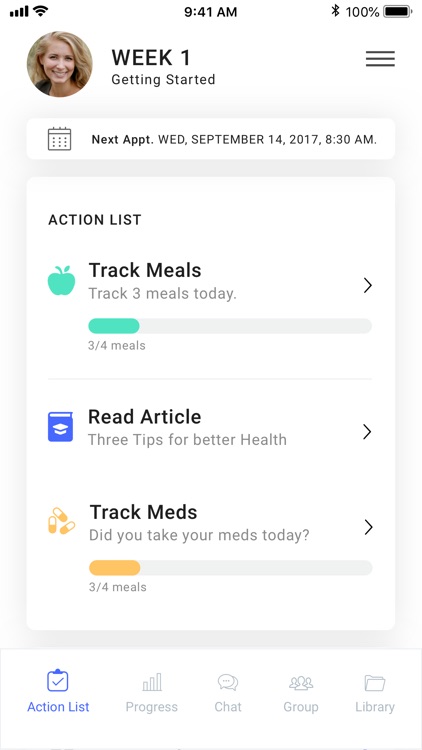 9:41 AM
100%
WEEK 1
Getting Started
Next Appt. WED, SEPTEMBER 14, 2017, 8:30 AM.
ACTION LIST
Track Meals
Track 3 meals today.
3/4 meals
Read Article
Three Tips for better Health
Track Meds
Did you take your meds today?
3/4 meals
Action List Progress Chat Group Library